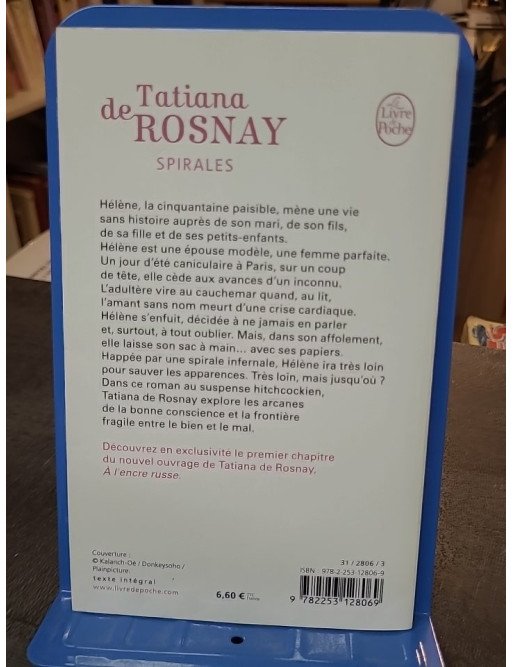 Tatiana
de ROSNAY
SPIRALES
Le
Livre
de
Poche
Hélène, la cinquantaine paisible, mène une vie
sans histoire auprès de son mari, de son fils,
de sa fille et de ses petits-enfants.
Hélène est une épouse modèle, une femme parfaite.
Un jour d'été caniculaire à Paris, sur un coup
de tête, elle cède aux avances d'un inconnu.
L'adultère vire au cauchemar quand, au lit,
l'amant sans nom meurt d'une crise cardiaque.
Hélène s'enfuit, décidée à ne jamais en parler
et, surtout, à tout oublier. Mais, dans son affolement,
elle laisse son sac à main... avec ses papiers.
Happée par une spirale infernale, Hélène ira très loin
pour sauver les apparences. Très loin, mais jusqu'où ?
Dans ce roman au suspense hitchcockien,
Tatiana de Rosnay explore les arcanes
de la bonne conscience et la frontière
fragile entre le bien et le mal.
Découvrez en exclusivité le premier chapitre
du nouvel ouvrage de Tatiana de Rosnay,
À l'encre russe.
Couverture :
© Kalarich-Oé / Donkeysoho /
Plainpicture.
texte intégral
www.livredepoche.com
6,60 €
31 / 2806 / 3
ISBN : 978-2-253-12806-9
9 782253 128069